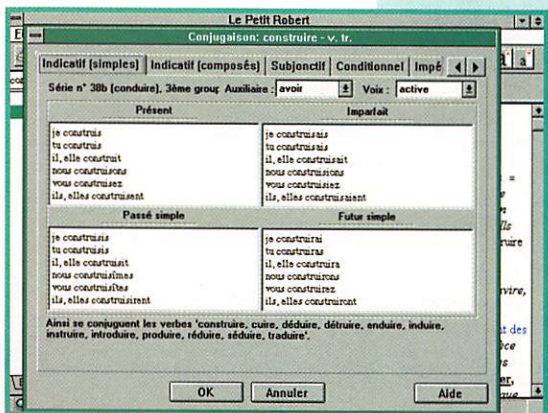 Le Petit Robert
Conjugaison: construire - v. tr.
Indicatif (simples) Indicatif (composés) Subjonctif Conditionnel Impé
Série n° 38b (conduire), 3ème group Auxiliaire : avoir Voix : active
Présent
je construis
tu construis
il, elle construit
nous construisons
vous construisez
ils, elles construisent
Imparfait
je construisais
tu construisais
il, elle construisait
nous construisions
vous construisiez
ils, elles construisaient
Passé simple
je construisis
tu construisis
il, elle construisit
nous construisîmes
vous construisîtes
ils, elles construisirent
Futur simple
je construirai
tu construiras
il, elle construira
nous construirons
vous construirez
ils, elles construiront
Ainsi se conjuguent les verbes 'construire, cuire, déduire, détruire, enduire, induire,
instruire, introduire, produire, réduire, séduire, traduire'.
OK Annuler Aide